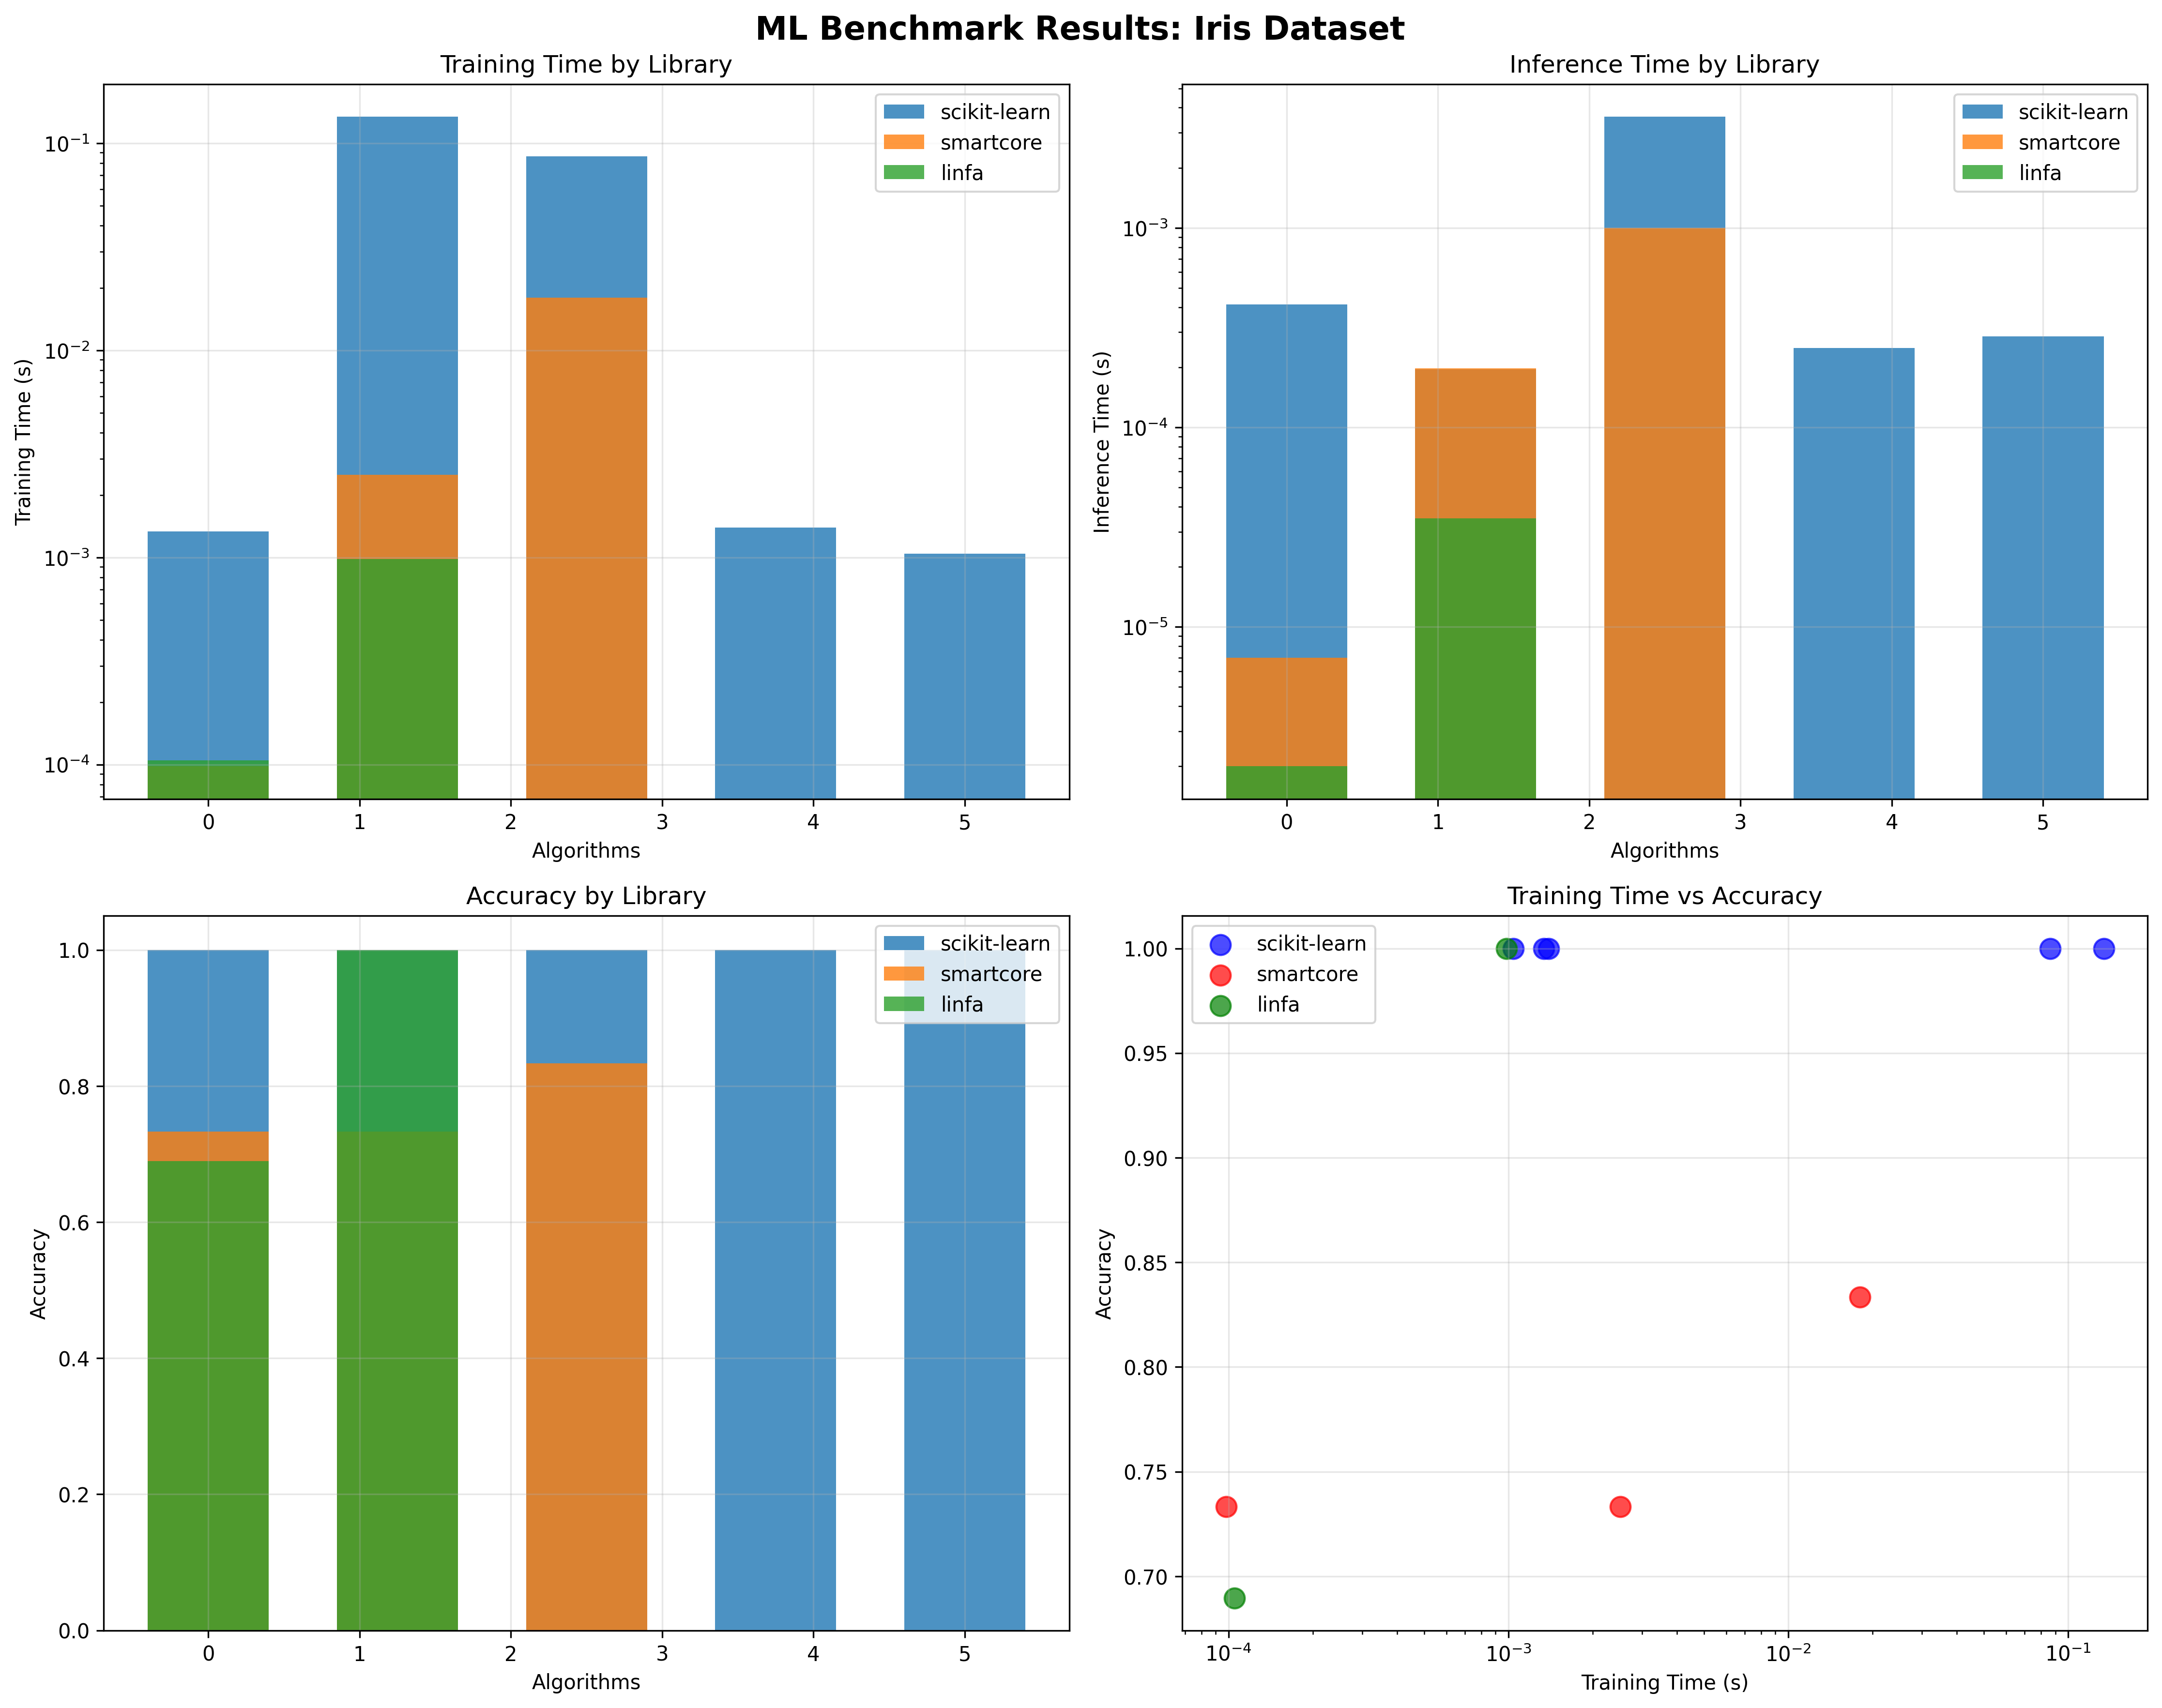 ML Benchmark Results: Iris Dataset
Training Time by Library
Training Time (s)
10⁻¹
10⁻²
10⁻³
10⁻⁴
scikit-learn
smartcore
linfa
0 1 2 3 4 5
Algorithms
Inference Time by Library
Inference Time (s)
10⁻³
10⁻⁴
10⁻⁵
scikit-learn
smartcore
linfa
0 1 2 3 4 5
Algorithms
Accuracy by Library
Accuracy
1.0
0.8
0.6
0.4
0.2
0.0
scikit-learn
smartcore
linfa
0 1 2 3 4 5
Algorithms
Training Time vs Accuracy
Accuracy
1.00
0.95
0.90
0.85
0.80
0.75
0.70
scikit-learn
smartcore
linfa
10⁻⁴ 10⁻³ 10⁻² 10⁻¹
Training Time (s)